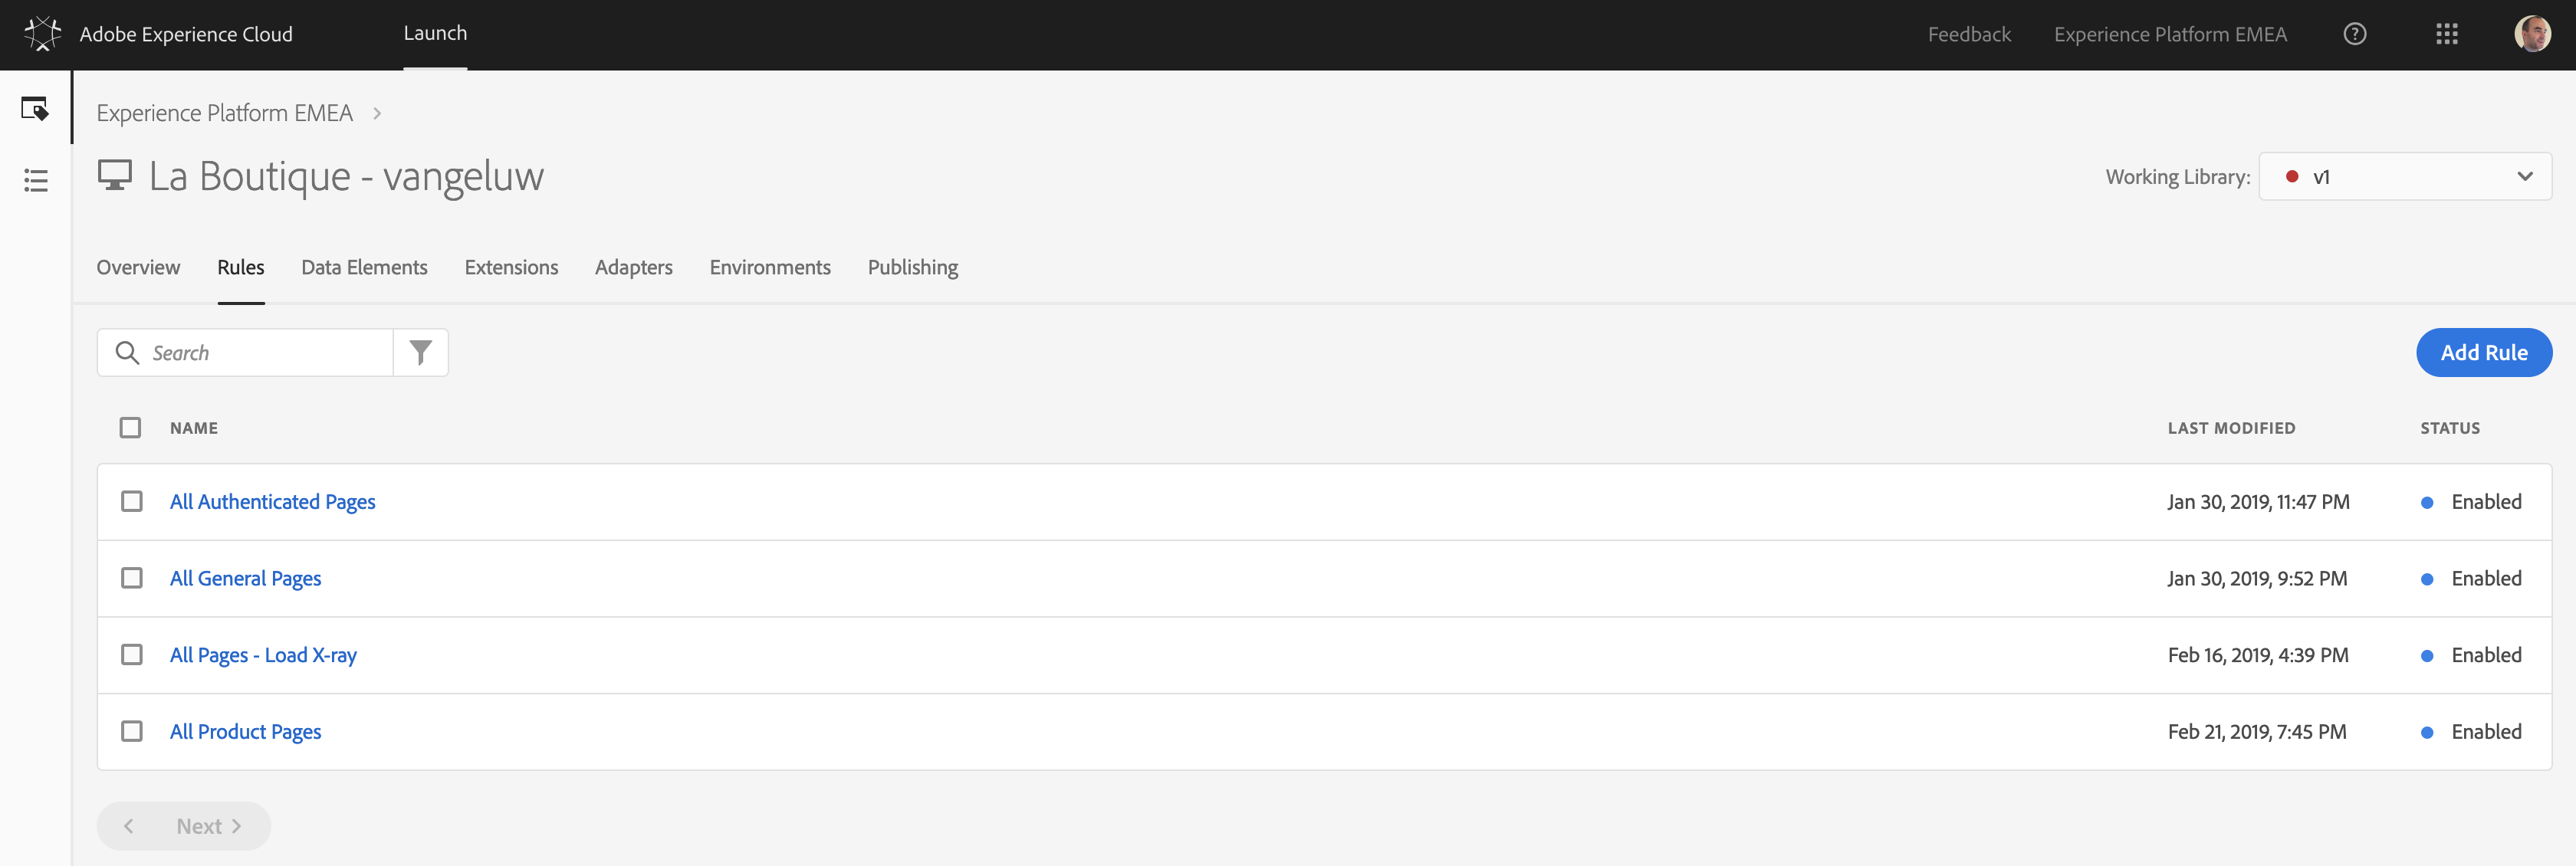 Adobe Experience Cloud Launch Feedback Experience Platform EMEA
Experience Platform EMEA
La Boutique - vangeluw Working Library: v1
Overview Rules Data Elements Extensions Adapters Environments Publishing
Search Add Rule
NAME LAST MODIFIED STATUS
All Authenticated Pages Jan 30, 2019, 11:47 PM Enabled
All General Pages Jan 30, 2019, 9:52 PM Enabled
All Pages - Load X-ray Feb 16, 2019, 4:39 PM Enabled
All Product Pages Feb 21, 2019, 7:45 PM Enabled
Next